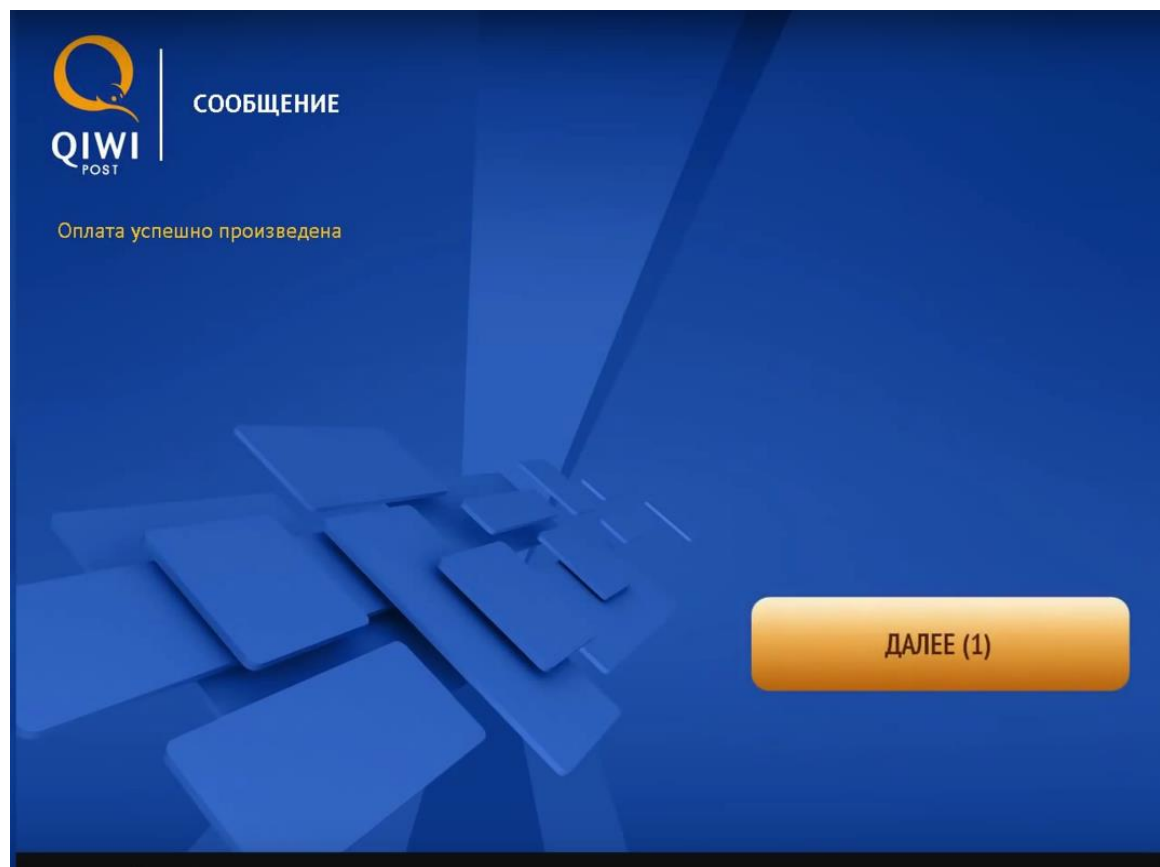 QIWI
POST
СООБЩЕНИЕ
Оплата успешно произведена
ДАЛЕЕ (1)